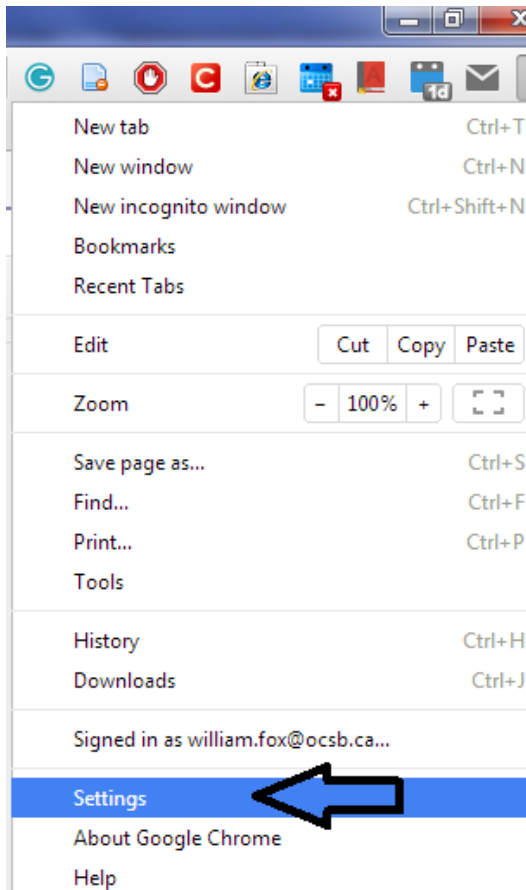 1d
New tab Ctrl+T
New window Ctrl+N
New incognito window Ctrl+Shift+N
Bookmarks
Recent Tabs
Edit Cut Copy Paste
Zoom - 100% +
Save page as... Ctrl+S
Find... Ctrl+F
Print... Ctrl+P
Tools
History Ctrl+H
Downloads Ctrl+J
Signed in as william.fox@ocsb.ca...
Settings
About Google Chrome
Help